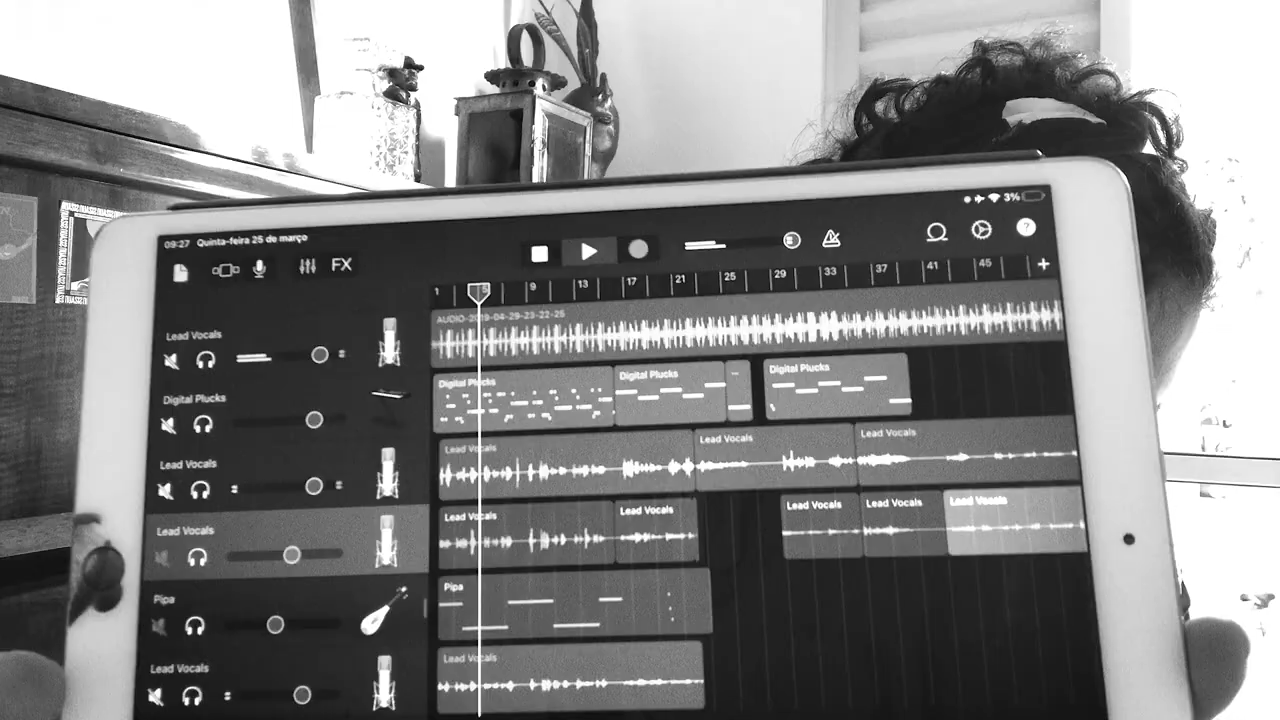 09:27 Quinta-feira 25 de março
3%
FX
?
1 5 9 13 17 21 25 29 33 37 41 45 +
AUDIO-2019-04-29-23-22-25
Lead Vocals
Digital Plucks
Digital Plucks Digital Plucks Digital Plucks
Lead Vocals
Lead Vocals Lead Vocals Lead Vocals
Lead Vocals
Lead Vocals Lead Vocals Lead Vocals Lead Vocals Lead Vocals
Pipa
Pipa
Lead Vocals
Lead Vocals